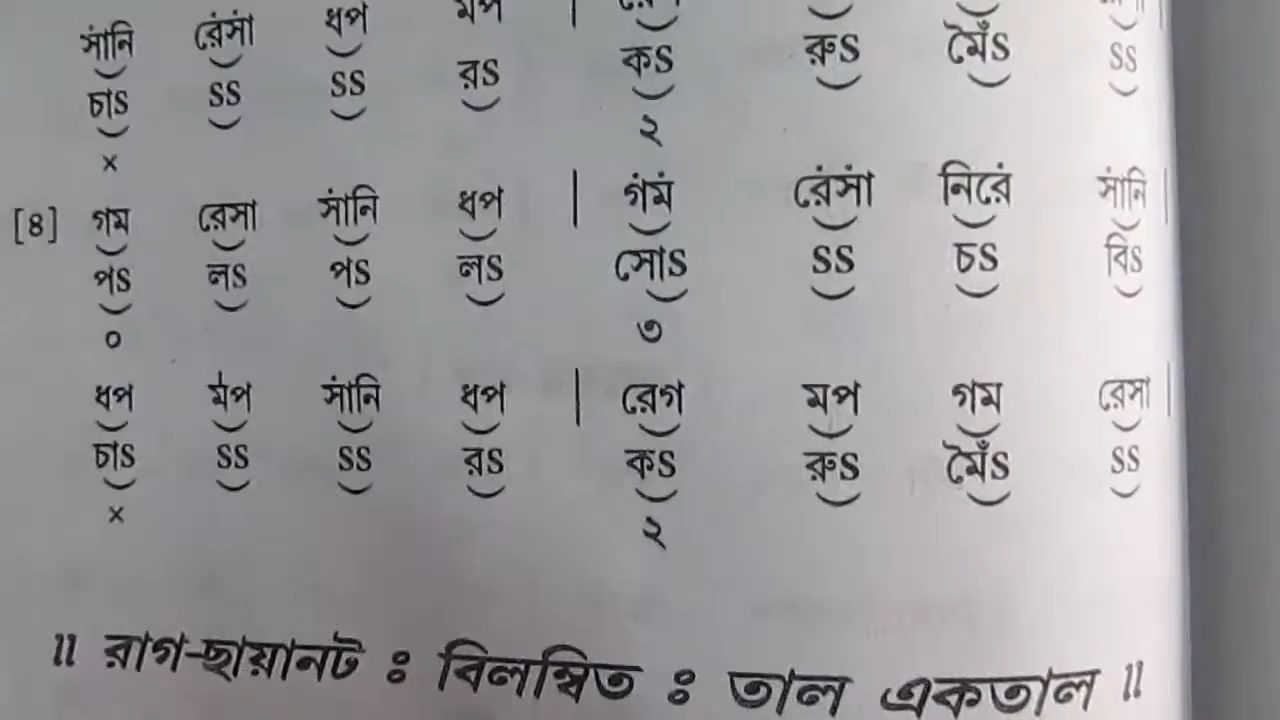 সাঁনি রেঁসাঁ ধপ মপ |
চাS SS SS রS কS রুS মৈঁS SS
× ২
[8] গম রেসা সাঁনি ধপ | গঁমঁ রেঁসাঁ নিরেঁ সাঁনি |
পS লS পS লS সোS SS চS বিS
০ ৩
ধপ র্মপ সাঁনি ধপ | রেগ মপ গম রেসা |
চাS SS SS রS কS রুS মৈঁS SS
× ২
॥ রাগ-ছায়ানট ঃ বিলম্বিত ঃ তাল একতাল ॥